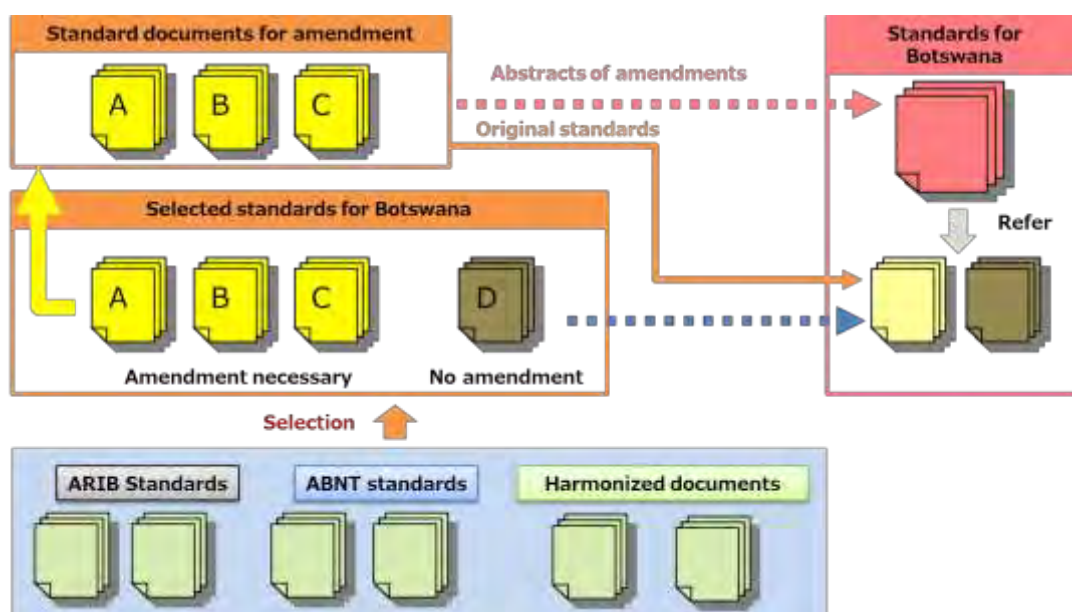 Standard documents for amendment
A
B
C
Abstracts of amendments
Original standards
Standards for
Botswana
Refer
Selected standards for Botswana
A
B
C
D
Amendment necessary
No amendment
Selection
ARIB Standards
ABNT standards
Harmonized documents